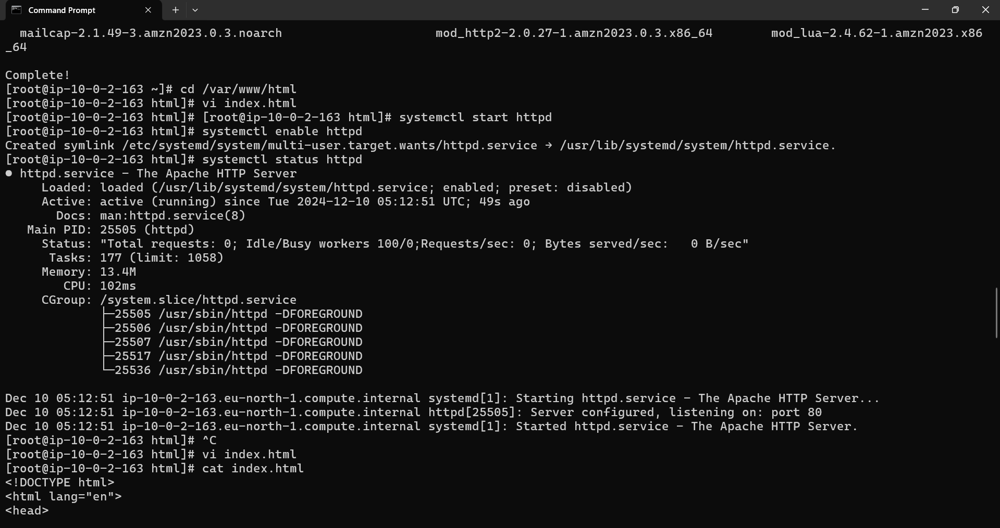 Command Prompt
mailcap-2.1.49-3.amzn2023.0.3.noarch mod_http2-2.0.27-1.amzn2023.0.3.x86_64 mod_lua-2.4.62-1.amzn2023.x86
_64
Complete!
[root@ip-10-0-2-163 ~]# cd /var/www/html
[root@ip-10-0-2-163 html]# vi index.html
[root@ip-10-0-2-163 html]# [root@ip-10-0-2-163 html]# systemctl start httpd
[root@ip-10-0-2-163 html]# systemctl enable httpd
Created symlink /etc/systemd/system/multi-user.target.wants/httpd.service → /usr/lib/systemd/system/httpd.service.
[root@ip-10-0-2-163 html]# systemctl status httpd
● httpd.service - The Apache HTTP Server
Loaded: loaded (/usr/lib/systemd/system/httpd.service; enabled; preset: disabled)
Active: active (running) since Tue 2024-12-10 05:12:51 UTC; 49s ago
Docs: man:httpd.service(8)
Main PID: 25505 (httpd)
Status: "Total requests: 0; Idle/Busy workers 100/0;Requests/sec: 0; Bytes served/sec:   0 B/sec"
Tasks: 177 (limit: 1058)
Memory: 13.4M
CPU: 102ms
CGroup: /system.slice/httpd.service
├─25505 /usr/sbin/httpd -DFOREGROUND
├─25506 /usr/sbin/httpd -DFOREGROUND
├─25507 /usr/sbin/httpd -DFOREGROUND
├─25517 /usr/sbin/httpd -DFOREGROUND
└─25536 /usr/sbin/httpd -DFOREGROUND
Dec 10 05:12:51 ip-10-0-2-163.eu-north-1.compute.internal systemd[1]: Starting httpd.service - The Apache HTTP Server...
Dec 10 05:12:51 ip-10-0-2-163.eu-north-1.compute.internal httpd[25505]: Server configured, listening on: port 80
Dec 10 05:12:51 ip-10-0-2-163.eu-north-1.compute.internal systemd[1]: Started httpd.service - The Apache HTTP Server.
[root@ip-10-0-2-163 html]# ^C
[root@ip-10-0-2-163 html]# vi index.html
[root@ip-10-0-2-163 html]# cat index.html
<!DOCTYPE html>
<html lang="en">
<head>